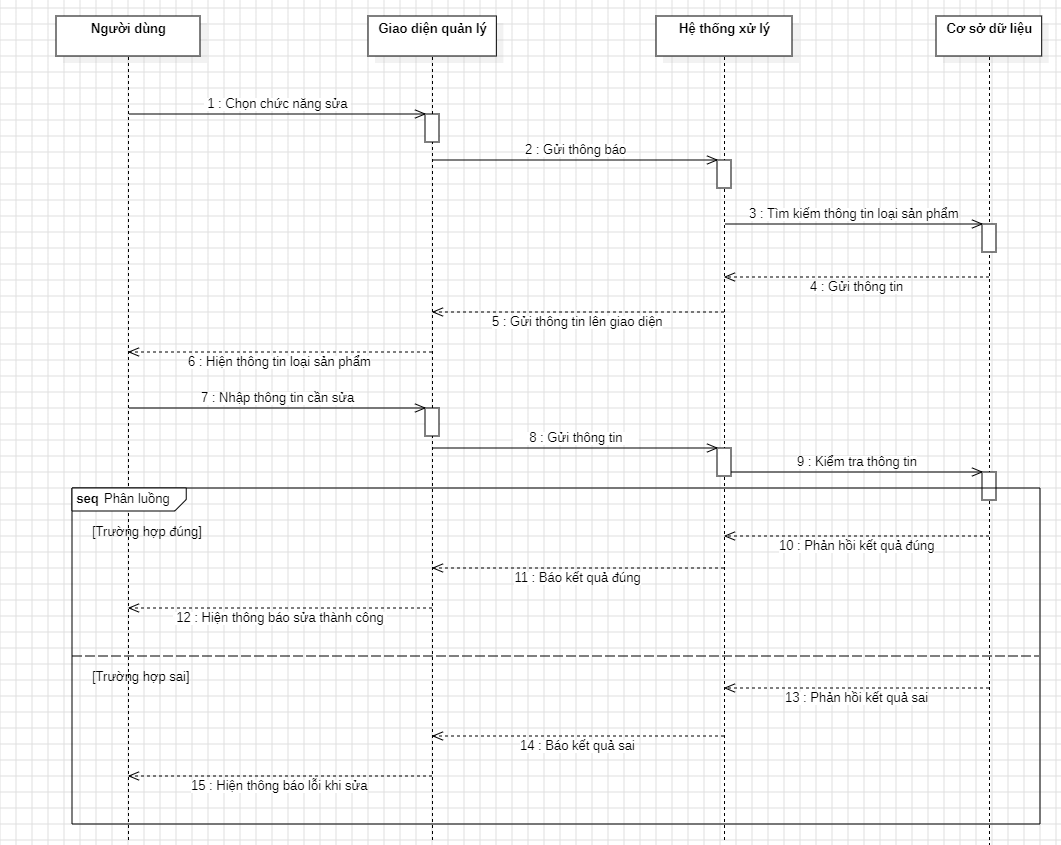 Người dùng
Giao diện quản lý
Hệ thống xử lý
Cơ sở dữ liệu
1 : Chọn chức năng sửa
2 : Gửi thông báo
3 : Tìm kiếm thông tin loại sản phẩm
4 : Gửi thông tin
5 : Gửi thông tin lên giao diện
6 : Hiện thông tin loại sản phẩm
7 : Nhập thông tin cần sửa
8 : Gửi thông tin
9 : Kiểm tra thông tin
seq Phân luồng
[Trường hợp đúng]
10 : Phản hồi kết quả đúng
11 : Báo kết quả đúng
12 : Hiện thông báo sửa thành công
[Trường hợp sai]
13 : Phản hồi kết quả sai
14 : Báo kết quả sai
15 : Hiện thông báo lỗi khi sửa